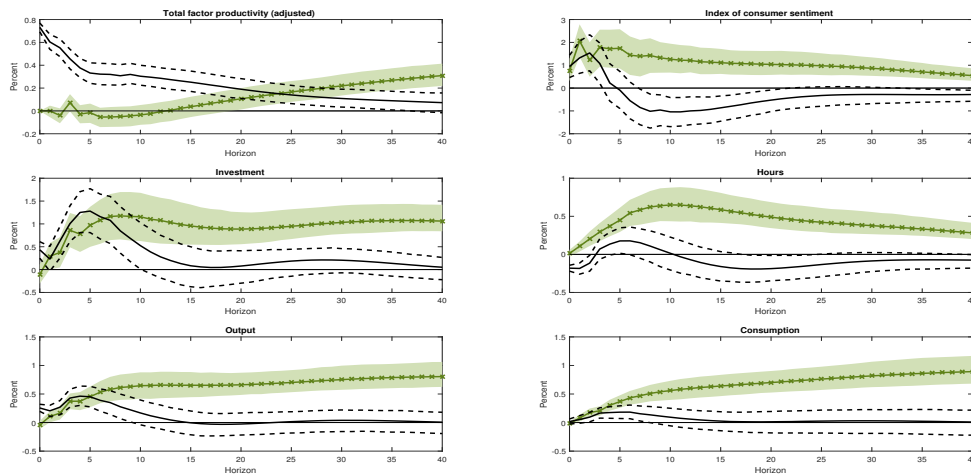 Total factor productivity (adjusted)
0.8
0.6
0.4
0.2
0
-0.2
Percent
0 5 10 15 20 25 30 35 40
Horizon
Index of consumer sentiment
3
2
1
0
-1
-2
Percent
0 5 10 15 20 25 30 35 40
Horizon
Investment
2
1.5
1
0.5
0
-0.5
Percent
0 5 10 15 20 25 30 35 40
Horizon
Hours
1
0.5
0
-0.5
Percent
0 5 10 15 20 25 30 35 40
Horizon
Output
1.5
1
0.5
0
-0.5
Percent
0 5 10 15 20 25 30 35 40
Horizon
Consumption
1.5
1
0.5
0
-0.5
Percent
0 5 10 15 20 25 30 35 40
Horizon